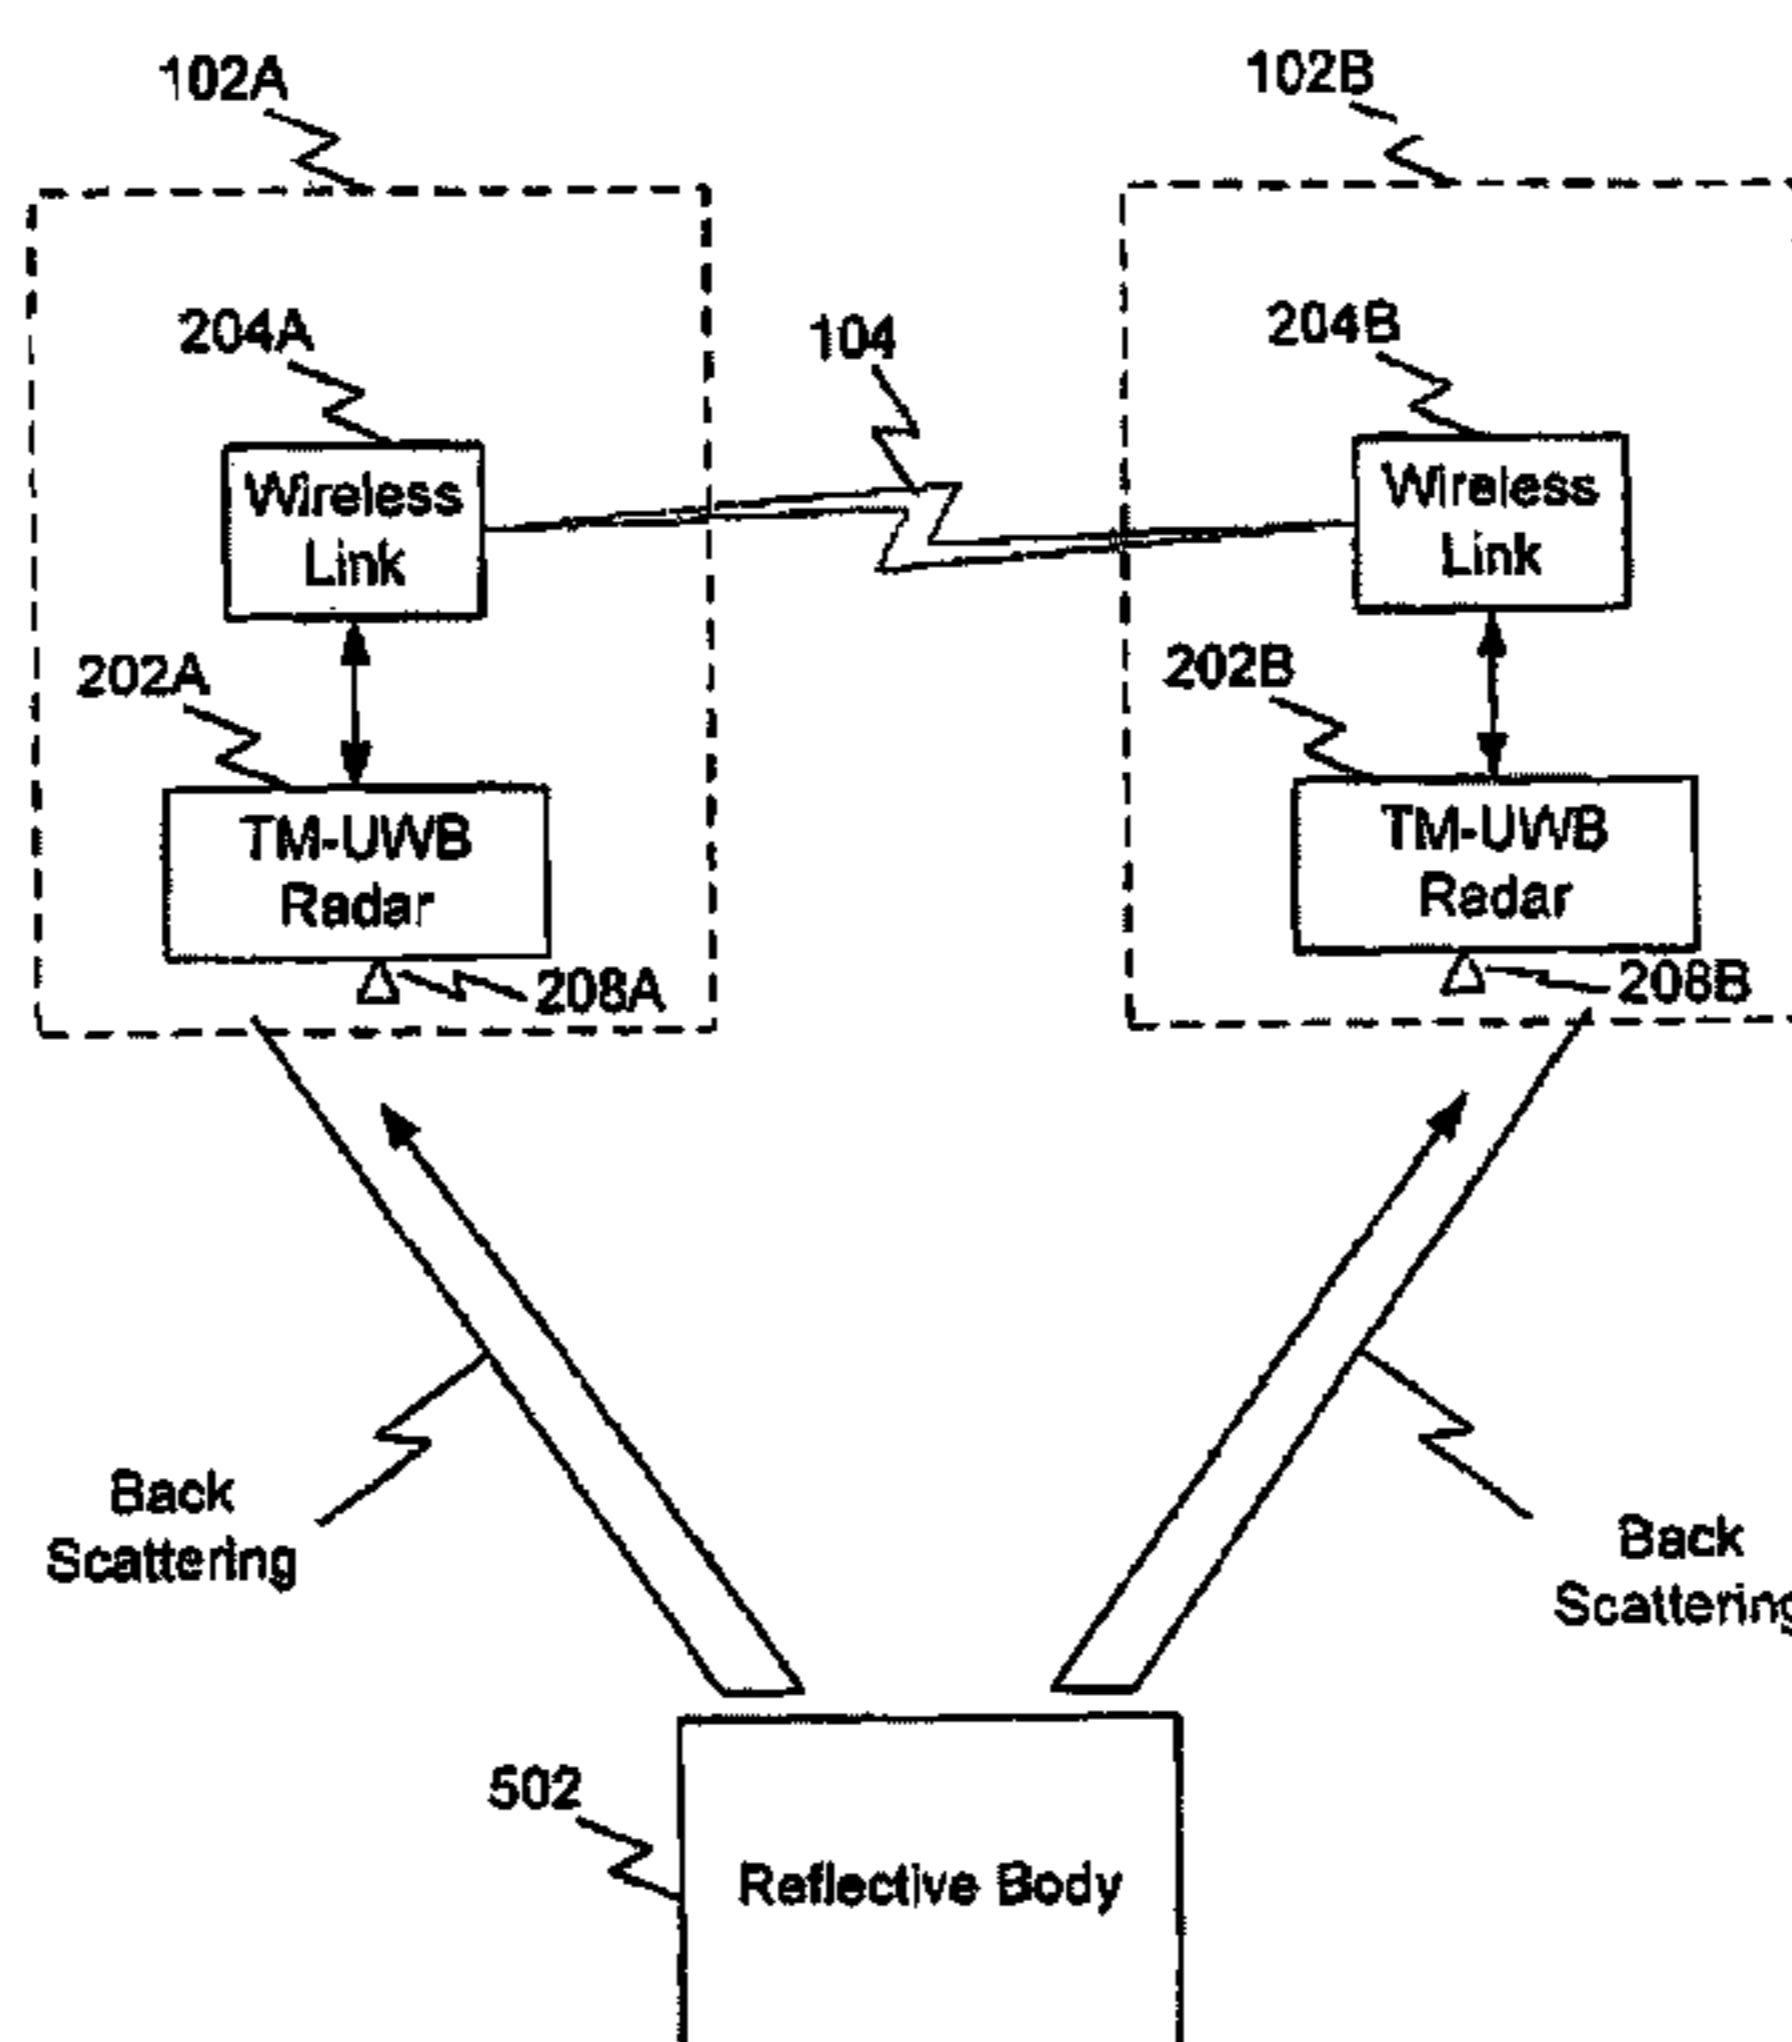 102A
102B
204A
104
204B
Wireless
Link
Wireless
Link
202A
202B
TM-UWB
Radar
TM-UWB
Radar
208A
208B
Back
Scattering
Back
Scattering
502
Reflective Body